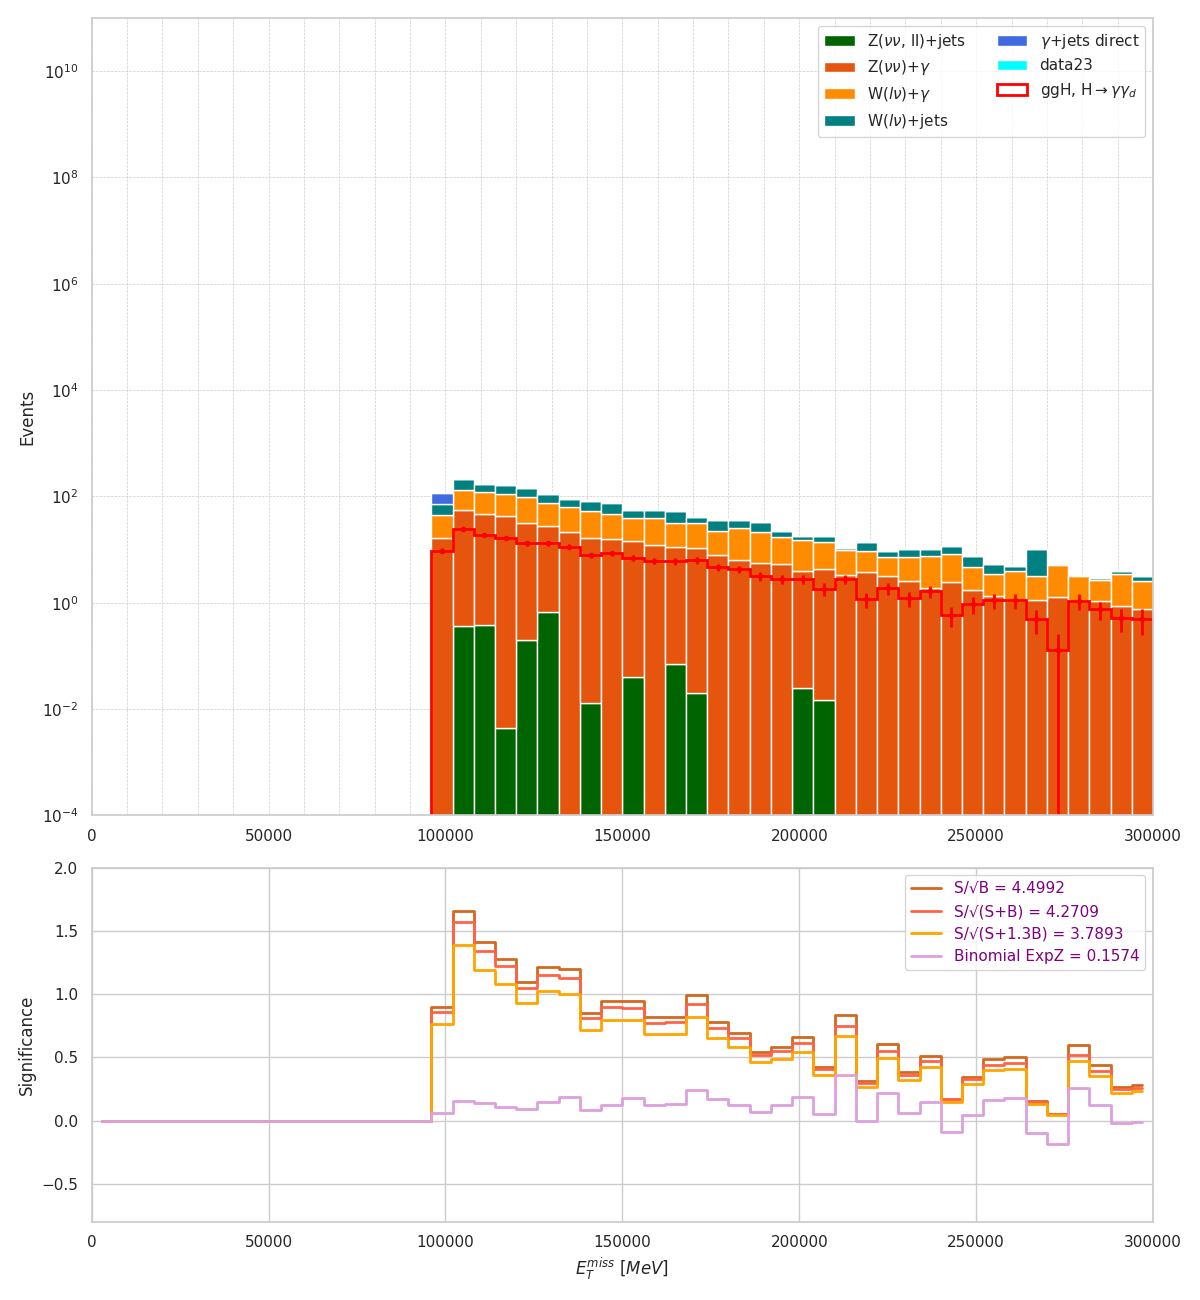 Z(νν, ll)+jets
Z(νν)+γ
W(lν)+γ
W(lν)+jets
γ+jets direct
data23
ggH, H→γγ_d
10^10
10^8
10^6
10^4
10^2
10^0
10^−2
10^−4
Events
0 50000 100000 150000 200000 250000 300000
S/√B = 4.4992
S/√(S+B) = 4.2709
S/√(S+1.3B) = 3.7893
Binomial ExpZ = 0.1574
2.0
1.5
1.0
0.5
0.0
−0.5
Significance
0 50000 100000 150000 200000 250000 300000
E_T^miss [MeV]